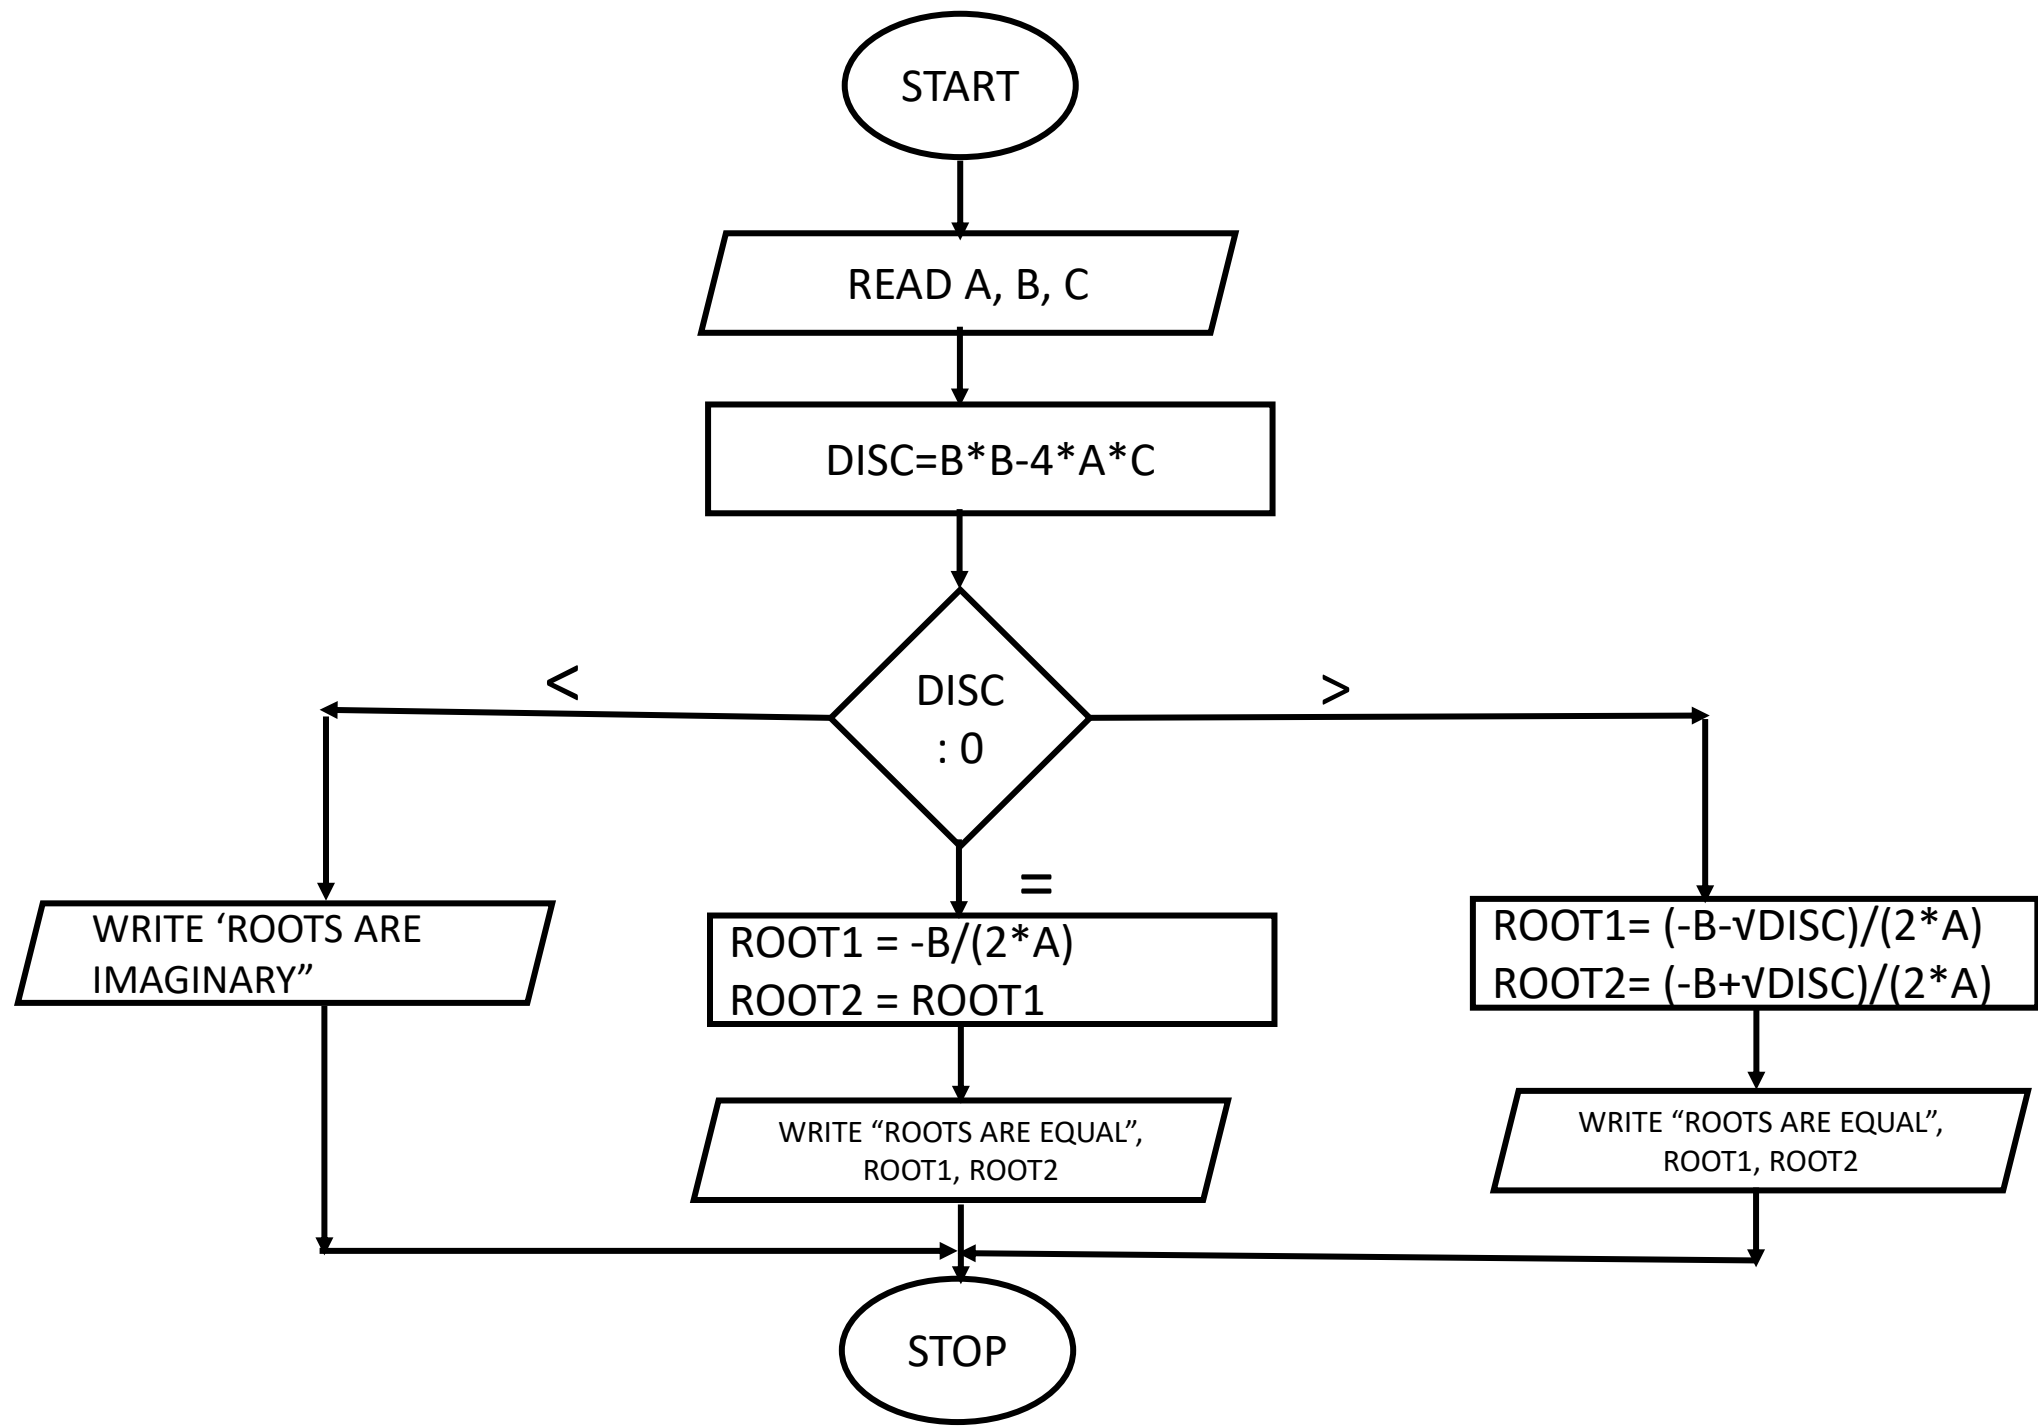 START
READ A, B, C
DISC=B*B-4*A*C
DISC
: 0
<
>
=
WRITE ‘ROOTS ARE
IMAGINARY”
ROOT1 = -B/(2*A)
ROOT2 = ROOT1
ROOT1= (-B-√DISC)/(2*A)
ROOT2= (-B+√DISC)/(2*A)
WRITE “ROOTS ARE EQUAL”,
ROOT1, ROOT2
WRITE “ROOTS ARE EQUAL”,
ROOT1, ROOT2
STOP